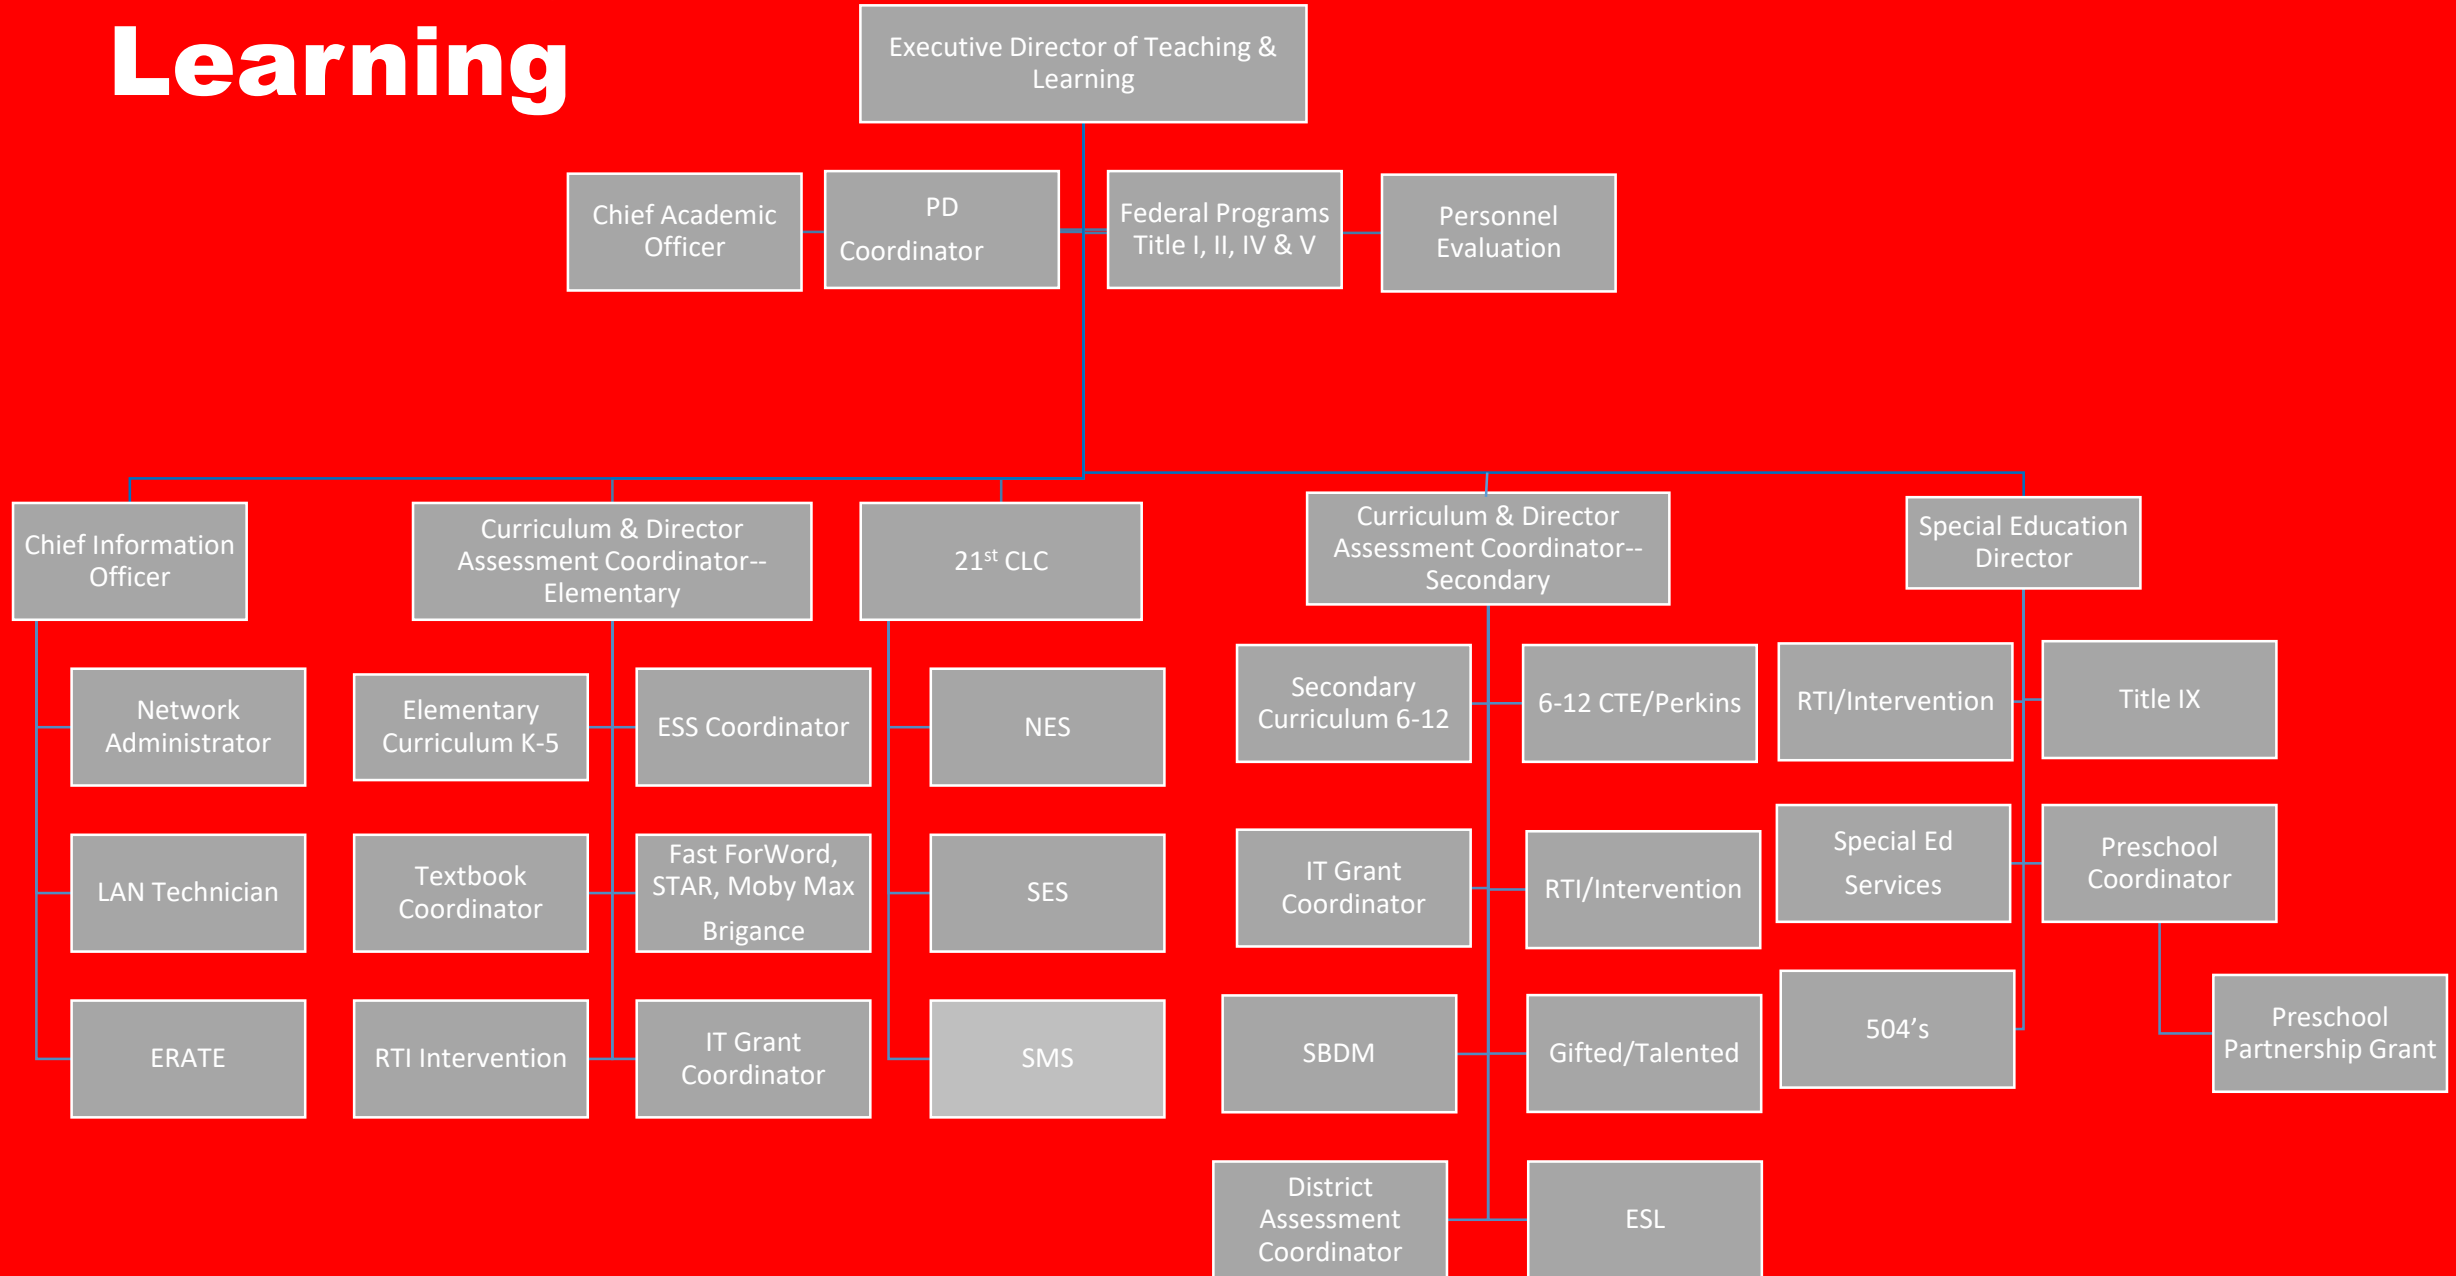 Learning
Executive Director of Teaching &
Learning
Chief Academic
Officer
PD
Coordinator
Federal Programs
Title I, II, IV & V
Personnel
Evaluation
Chief Information
Officer
Curriculum & Director
Assessment Coordinator--
Elementary
21st CLC
Curriculum & Director
Assessment Coordinator--
Secondary
Special Education
Director
Network
Administrator
LAN Technician
ERATE
Elementary
Curriculum K-5
ESS Coordinator
Textbook
Coordinator
Fast ForWord,
STAR, Moby Max
Brigance
RTI Intervention
IT Grant
Coordinator
NES
SES
SMS
Secondary
Curriculum 6-12
6-12 CTE/Perkins
IT Grant
Coordinator
RTI/Intervention
SBDM
Gifted/Talented
District
Assessment
Coordinator
ESL
RTI/Intervention
Title IX
Special Ed
Services
Preschool
Coordinator
504’s
Preschool
Partnership Grant